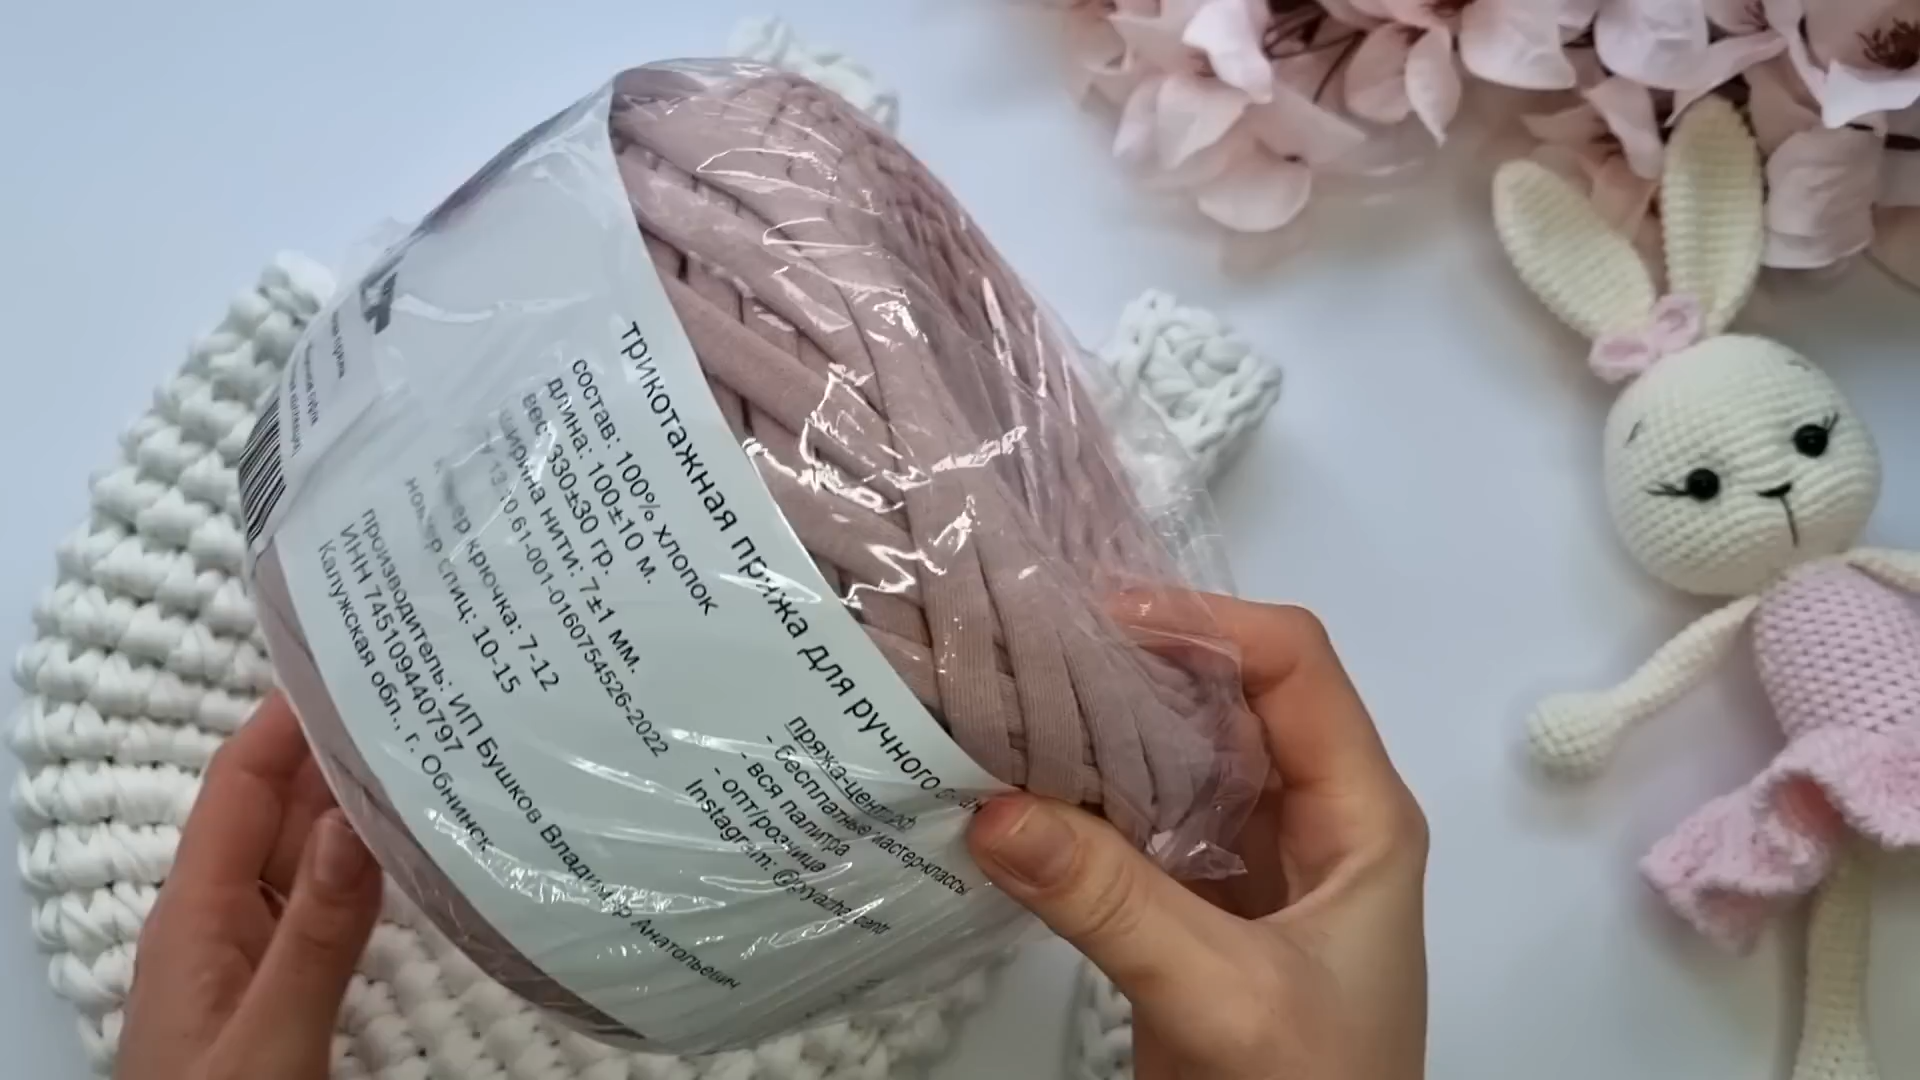 трикотажная пряжа для ручного
состав: 100% хлопок
длина: 100±10 м.
вес: 330±30 гр.
ширина нити: 7±1 мм.
13.10.61-001-0160754526-2022
номер крючка: 7-12
номер спиц: 10-15
производитель: ИП Бушков Владимир Анатольевич
ИНН 745109440797
Калужская обл., г. Обнинск
пряжа-центр.рф
- бесплатные мастер-классы
- вся палитра
- опт/розница
Instagram: @pryazha_centr